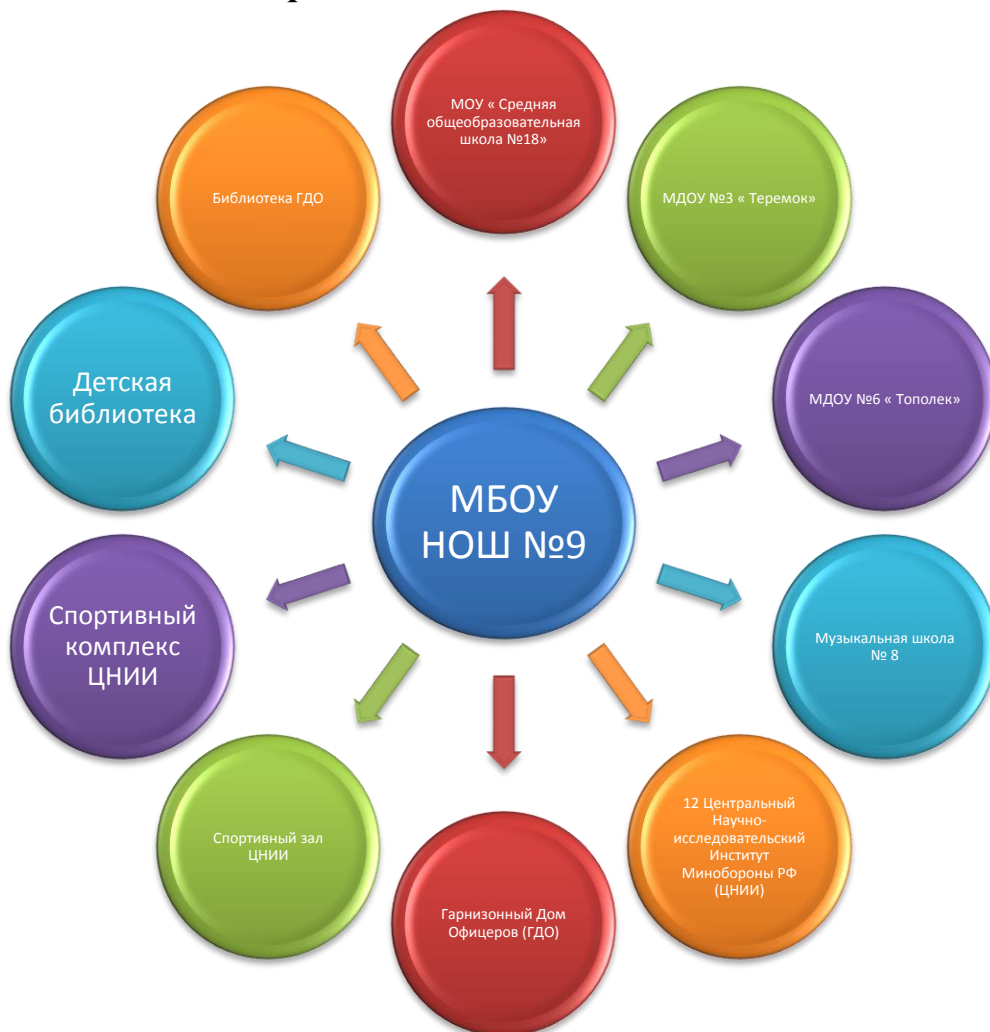 МОУ « Средняя
общеобразовательная
школа №18»
МДОУ №3 « Теремок»
МДОУ №6 « Тополек»
Музыкальная школа
№ 8
12 Центральный
Научно-
исследовательский
Институт
Минобороны РФ
(ЦНИИ)
Гарнизонный Дом
Офицеров (ГДО)
Спортивный зал
ЦНИИ
Спортивный
комплекс
ЦНИИ
Детская
библиотека
Библиотека ГДО
МБОУ
НОШ №9